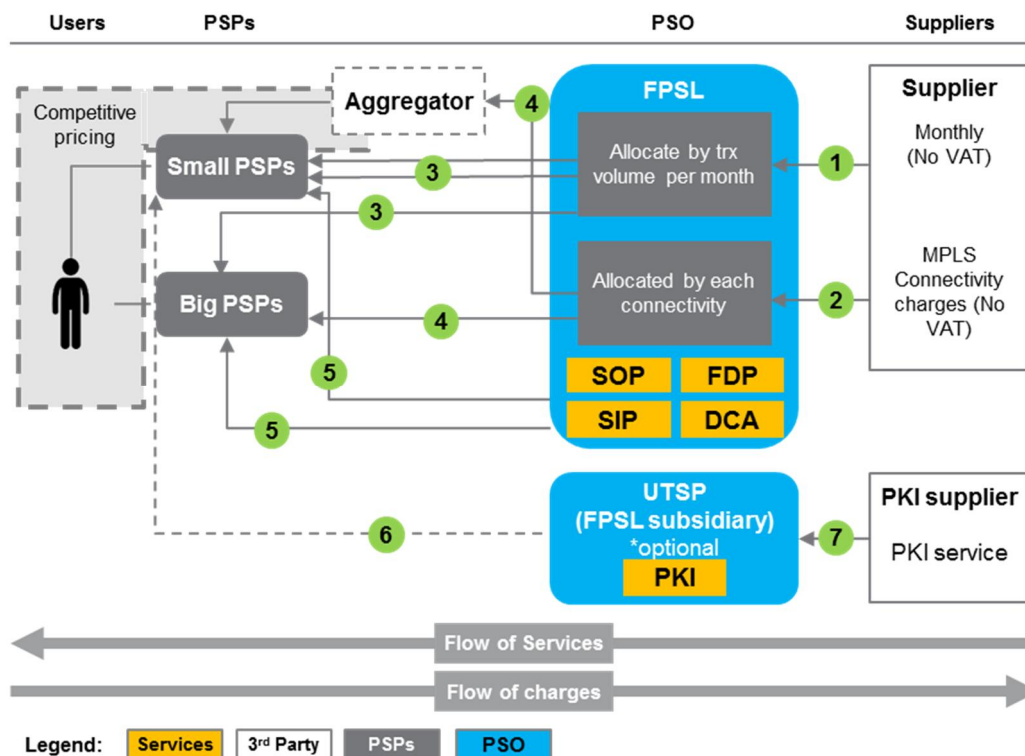 Users
PSPs
PSO
Suppliers
Competitive
pricing
Aggregator
4
FPSL
Supplier
Small PSPs
3
Allocate by trx
volume per month
1
Monthly
(No VAT)
3
Big PSPs
4
Allocated by each
connectivity
2
MPLS
Connectivity
charges (No
VAT)
5
SOP
FDP
5
SIP
DCA
UTSP
(FPSL subsidiary)
*optional
PKI
6
7
PKI supplier
PKI service
Flow of Services
Flow of charges
Legend:
Services
3rd Party
PSPs
PSO